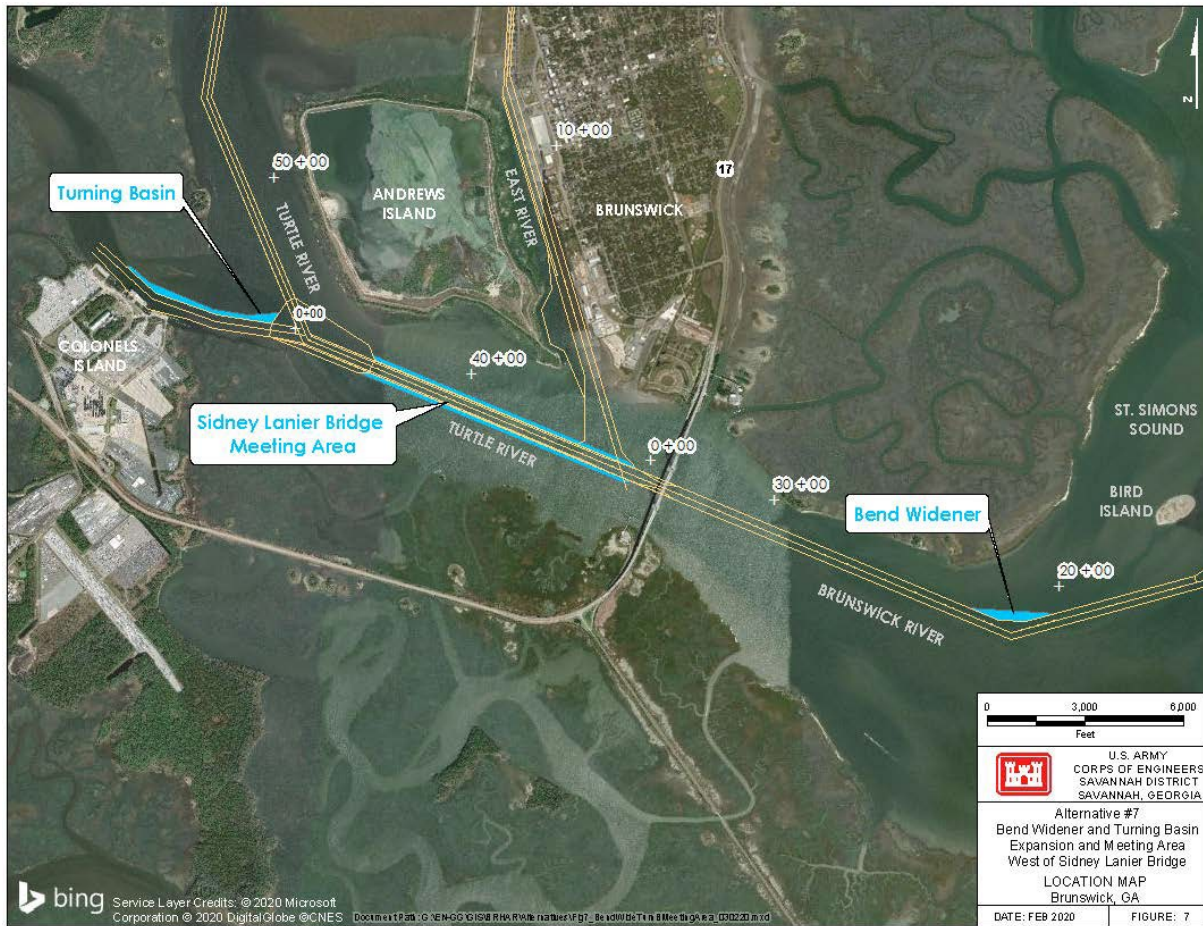 N
50 + 00
10 + 00
17
Turning Basin
ANDREWS
ISLAND
EAST RIVER
BRUNSWICK
TURTLE RIVER
0+00
COLONELS
ISLAND
40 + 00
Sidney Lanier Bridge
Meeting Area
TURTLE RIVER
0 + 00
30 + 00
ST. SIMONS
SOUND
BIRD
ISLAND
Bend Widener
20 + 00
BRUNSWICK RIVER
0 3,000 6,000
Feet
U.S. ARMY
CORPS OF ENGINEERS
SAVANNAH DISTRICT
SAVANNAH, GEORGIA
Alternative #7
Bend Widener and Turning Basin
Expansion and Meeting Area
West of Sidney Lanier Bridge
LOCATION MAP
Brunswick, GA
DATE: FEB 2020 FIGURE: 7
bing Service Layer Credits: © 2020 Microsoft
Corporation © 2020 DigitalGlobe ©CNES
Document Path: